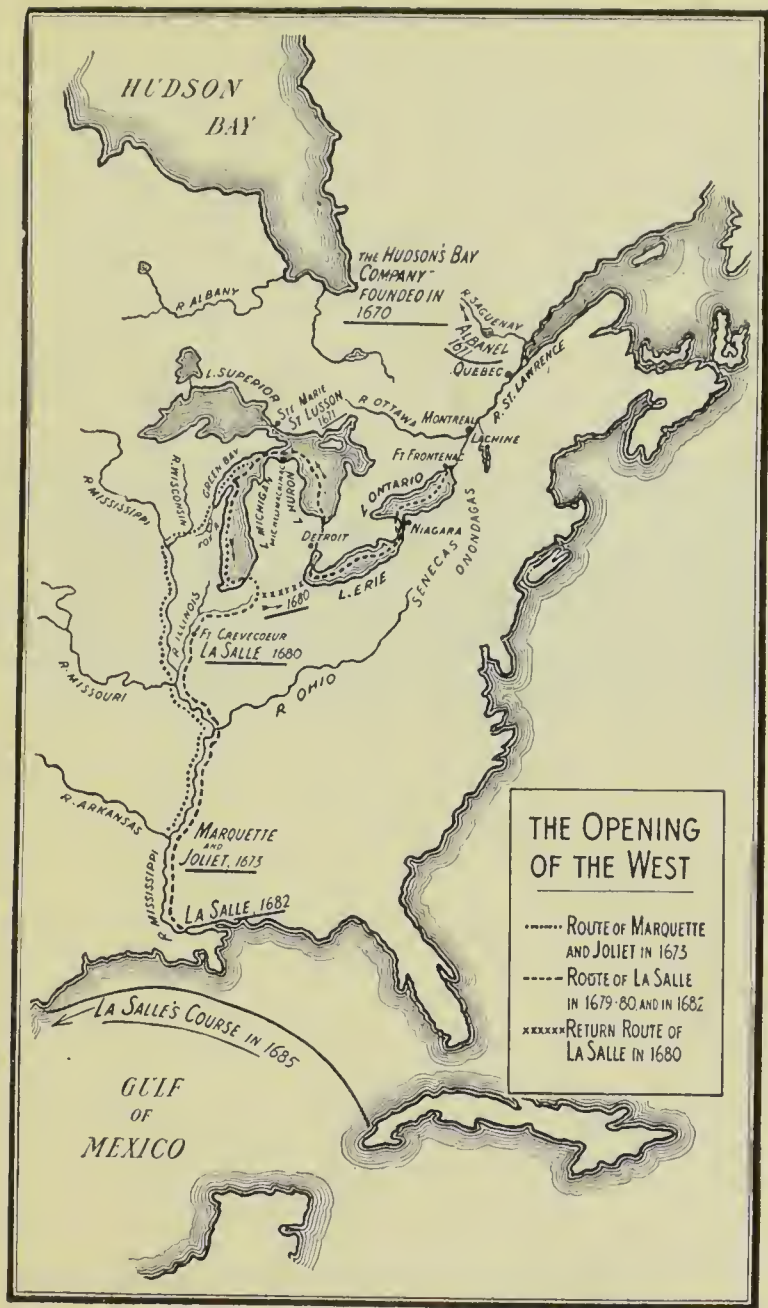 HUDSON
BAY
THE HUDSON'S BAY
COMPANY
FOUNDED IN
1670
R. ALBANY
R. SAGUENAY
ALBANEL
1671
QUEBEC
R. ST. LAWRENCE
L. SUPERIOR
STE MARIE
ST LUSSON
1671
R OTTAWA
MONTREAL
LACHINE
FT FRONTENAC
R. MISSISSIPPI
R. WISCONSIN
GREEN BAY
FOX R
L MICHIGAN
MICHILIMACKINAC
L HURON
L ONTARIO
DETROIT
NIAGARA
L. ERIE
SENECAS
ONONDAGAS
1680
R ILLINOIS
FT CREVECOEUR
LA SALLE 1680
R. MISSOURI
R OHIO
R. ARKANSAS
MARQUETTE
AND
JOLIET, 1673
R MISSISSIPPI
LA SALLE, 1682
LA SALLE'S COURSE IN 1685
GULF
OF
MEXICO
THE OPENING
OF THE WEST
ROUTE OF MARQUETTE
AND JOLIET IN 1673
ROUTE OF LA SALLE
IN 1679-80, AND IN 1682
RETURN ROUTE OF
LA SALLE IN 1680